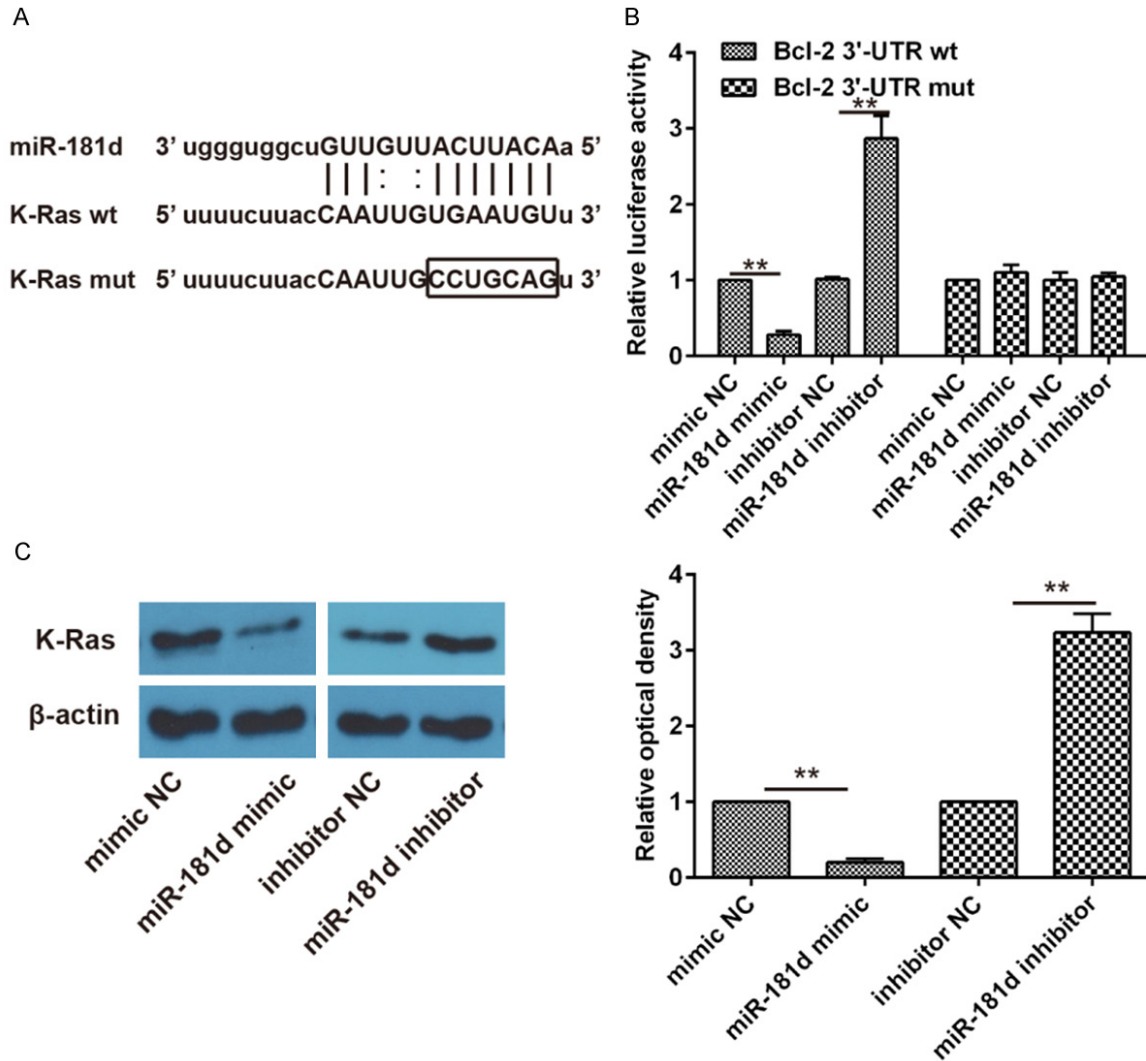 A
miR-181d 3’ uggguggcuGUUGUUACUUACAa 5’
||| : : |||||||
K-Ras wt 5’ uuuucuuacCAAUUGUGAAUGUu 3’
K-Ras mut 5’ uuuucuuacCAAUUGCCUGCAGu 3’
B
Bcl-2 3'-UTR wt
Bcl-2 3'-UTR mut
Relative luciferase activity
4
3
2
1
0
**
**
mimic NC
miR-181d mimic
inhibitor NC
miR-181d inhibitor
mimic NC
miR-181d mimic
inhibitor NC
miR-181d inhibitor
C
K-Ras
β-actin
mimic NC
miR-181d mimic
inhibitor NC
miR-181d inhibitor
Relative optical density
4
3
2
1
0
**
**
mimic NC
miR-181d mimic
inhibitor NC
miR-181d inhibitor